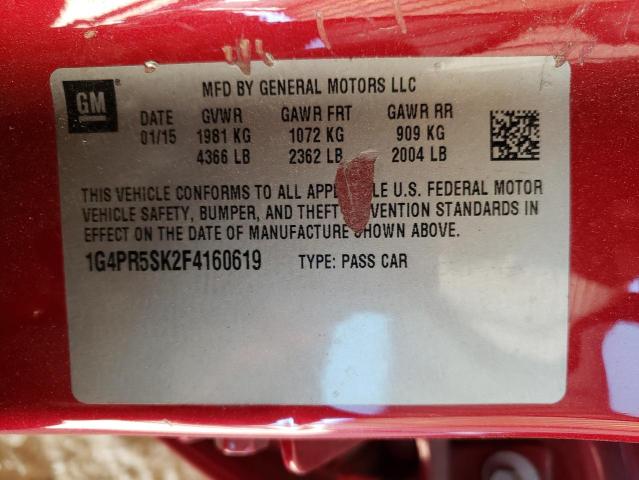 GM
MFD BY GENERAL MOTORS LLC
DATE GVWR GAWR FRT GAWR RR
01/15 1981 KG 1072 KG 909 KG
4366 LB 2362 LB 2004 LB
THIS VEHICLE CONFORMS TO ALL APP LE U.S. FEDERAL MOTOR
VEHICLE SAFETY, BUMPER, AND THEFT VENTION STANDARDS IN
EFFECT ON THE DATE OF MANUFACTURE SHOWN ABOVE.
1G4PR5SK2F4160619 TYPE: PASS CAR